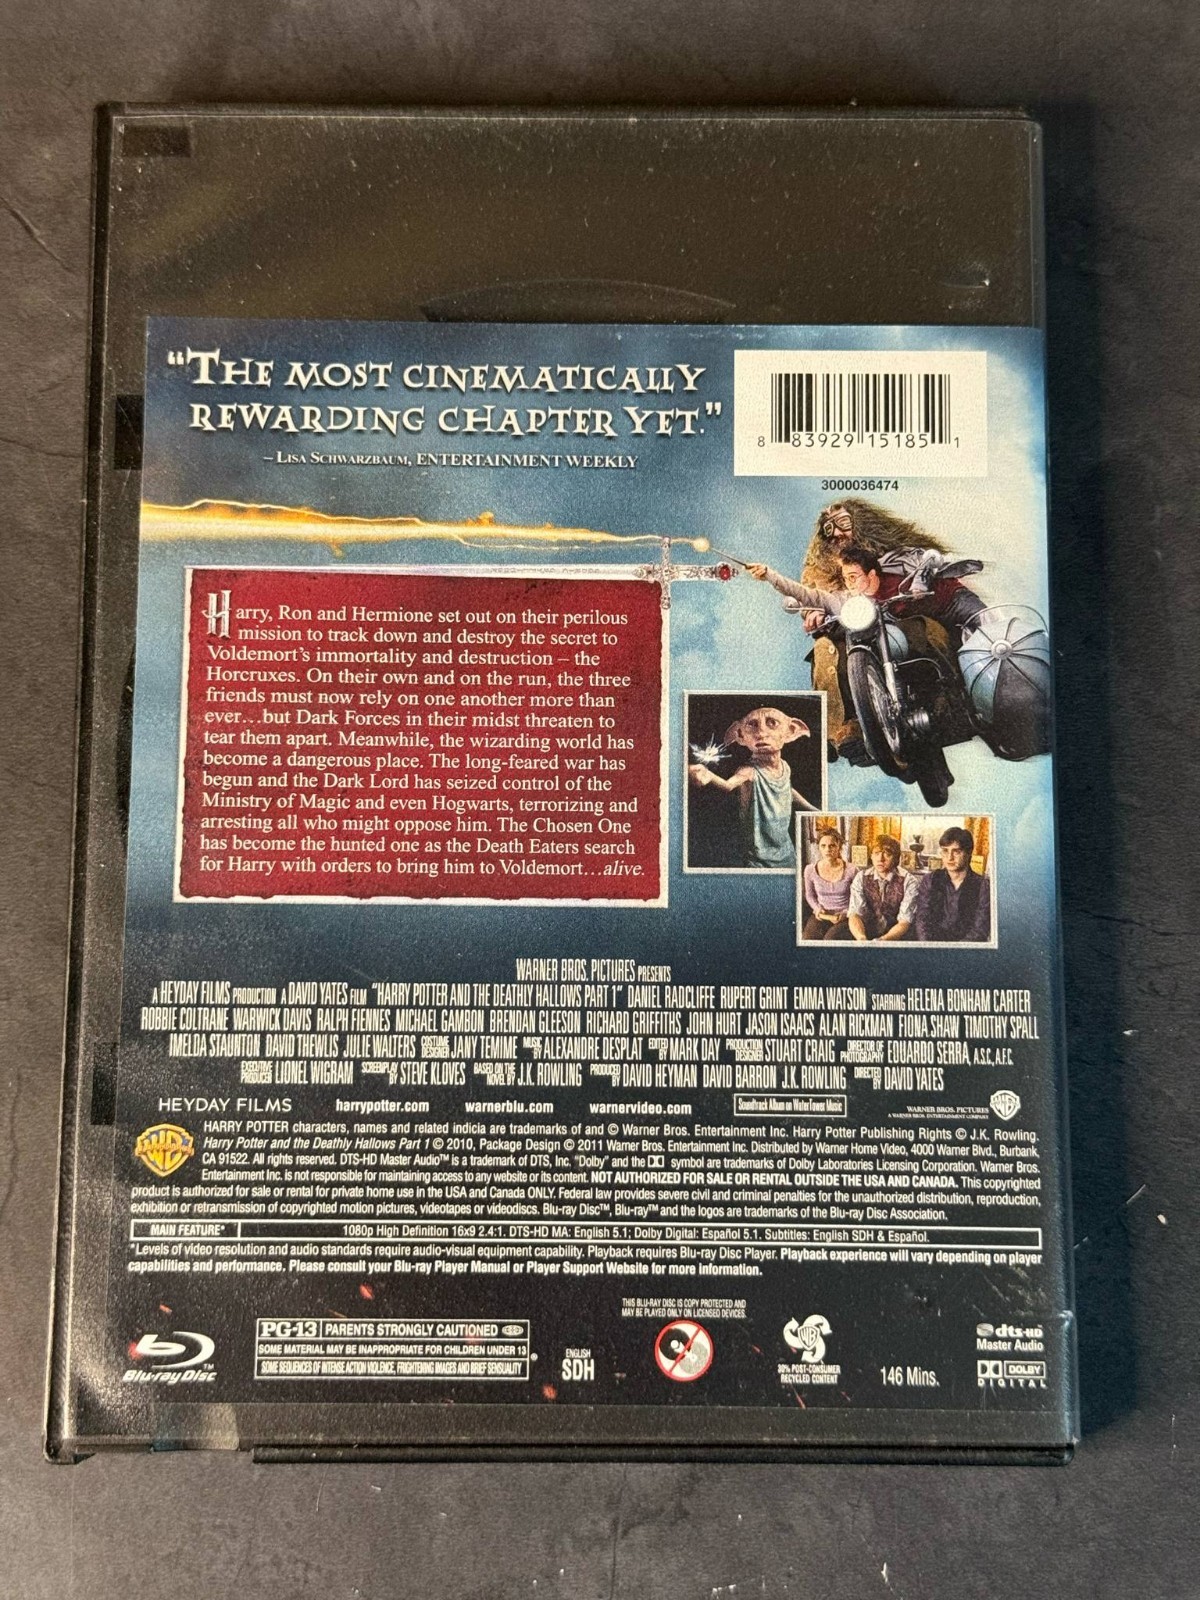 “THE MOST CINEMATICALLY
REWARDING CHAPTER YET.”
– LISA SCHWARZBAUM, ENTERTAINMENT WEEKLY
8 83929 15185 1
3000036474
Harry, Ron and Hermione set out on their perilous
mission to track down and destroy the secret to
Voldemort’s immortality and destruction – the
Horcruxes. On their own and on the run, the three
friends must now rely on one another more than
ever…but Dark Forces in their midst threaten to
tear them apart. Meanwhile, the wizarding world has
become a dangerous place. The long-feared war has
begun and the Dark Lord has seized control of the
Ministry of Magic and even Hogwarts, terrorizing and
arresting all who might oppose him. The Chosen One
has become the hunted one as the Death Eaters search
for Harry with orders to bring him to Voldemort…alive.
WARNER BROS. PICTURES PRESENTS
A HEYDAY FILMS PRODUCTION A DAVID YATES FILM “HARRY POTTER AND THE DEATHLY HALLOWS PART 1” DANIEL RADCLIFFE RUPERT GRINT EMMA WATSON STARRING HELENA BONHAM CARTER
ROBBIE COLTRANE WARWICK DAVIS RALPH FIENNES MICHAEL GAMBON BRENDAN GLEESON RICHARD GRIFFITHS JOHN HURT JASON ISAACS ALAN RICKMAN FIONA SHAW TIMOTHY SPALL
IMELDA STAUNTON DAVID THEWLIS JULIE WALTERS COSTUME DESIGNER JANY TEMIME MUSIC BY ALEXANDRE DESPLAT EDITED BY MARK DAY PRODUCTION DESIGNER STUART CRAIG DIRECTOR OF PHOTOGRAPHY EDUARDO SERRA, A.S.C., A.F.C.
EXECUTIVE PRODUCER LIONEL WIGRAM SCREENPLAY BY STEVE KLOVES BASED ON THE NOVEL BY J.K. ROWLING PRODUCED BY DAVID HEYMAN DAVID BARRON J.K. ROWLING DIRECTED BY DAVID YATES
HEYDAY FILMS harrypotter.com warnerblu.com warnervideo.com Soundtrack Album on WaterTower Music WARNER BROS. PICTURES
A WARNER BROS. ENTERTAINMENT COMPANY
HARRY POTTER characters, names and related indicia are trademarks of and © Warner Bros. Entertainment Inc. Harry Potter Publishing Rights © J.K. Rowling.
Harry Potter and the Deathly Hallows Part 1 © 2010, Package Design © 2011 Warner Bros. Entertainment Inc. Distributed by Warner Home Video, 4000 Warner Blvd., Burbank,
CA 91522. All rights reserved. DTS-HD Master Audio™ is a trademark of DTS, Inc. “Dolby” and the symbol are trademarks of Dolby Laboratories Licensing Corporation. Warner Bros.
Entertainment Inc. is not responsible for maintaining access to any website or its content. NOT AUTHORIZED FOR SALE OR RENTAL OUTSIDE THE USA AND CANADA. This copyrighted
product is authorized for sale or rental for private home use in the USA and Canada ONLY. Federal law provides severe civil and criminal penalties for the unauthorized distribution, reproduction,
exhibition or retransmission of copyrighted motion pictures, videotapes or videodiscs. Blu-ray Disc™, Blu-ray™ and the logos are trademarks of the Blu-ray Disc Association.
MAIN FEATURE* 1080p High Definition 16x9 2.4:1. DTS-HD MA: English 5.1; Dolby Digital: Español 5.1. Subtitles: English SDH & Español.
*Levels of video resolution and audio standards require audio-visual equipment capability. Playback requires Blu-ray Disc Player. Playback experience will vary depending on player
capabilities and performance. Please consult your Blu-ray Player Manual or Player Support Website for more information.
Blu-ray Disc™
PG-13 PARENTS STRONGLY CAUTIONED
SOME MATERIAL MAY BE INAPPROPRIATE FOR CHILDREN UNDER 13
SOME SEQUENCES OF INTENSE ACTION VIOLENCE, FRIGHTENING IMAGES AND BRIEF SENSUALITY
ENGLISH
SDH
THIS BLU-RAY DISC IS COPY PROTECTED AND
MAY BE PLAYED ONLY ON LICENSED DEVICES.
30% POST-CONSUMER
RECYCLED CONTENT
146 Mins.
dts-HD
Master Audio
DOLBY
DIGITAL